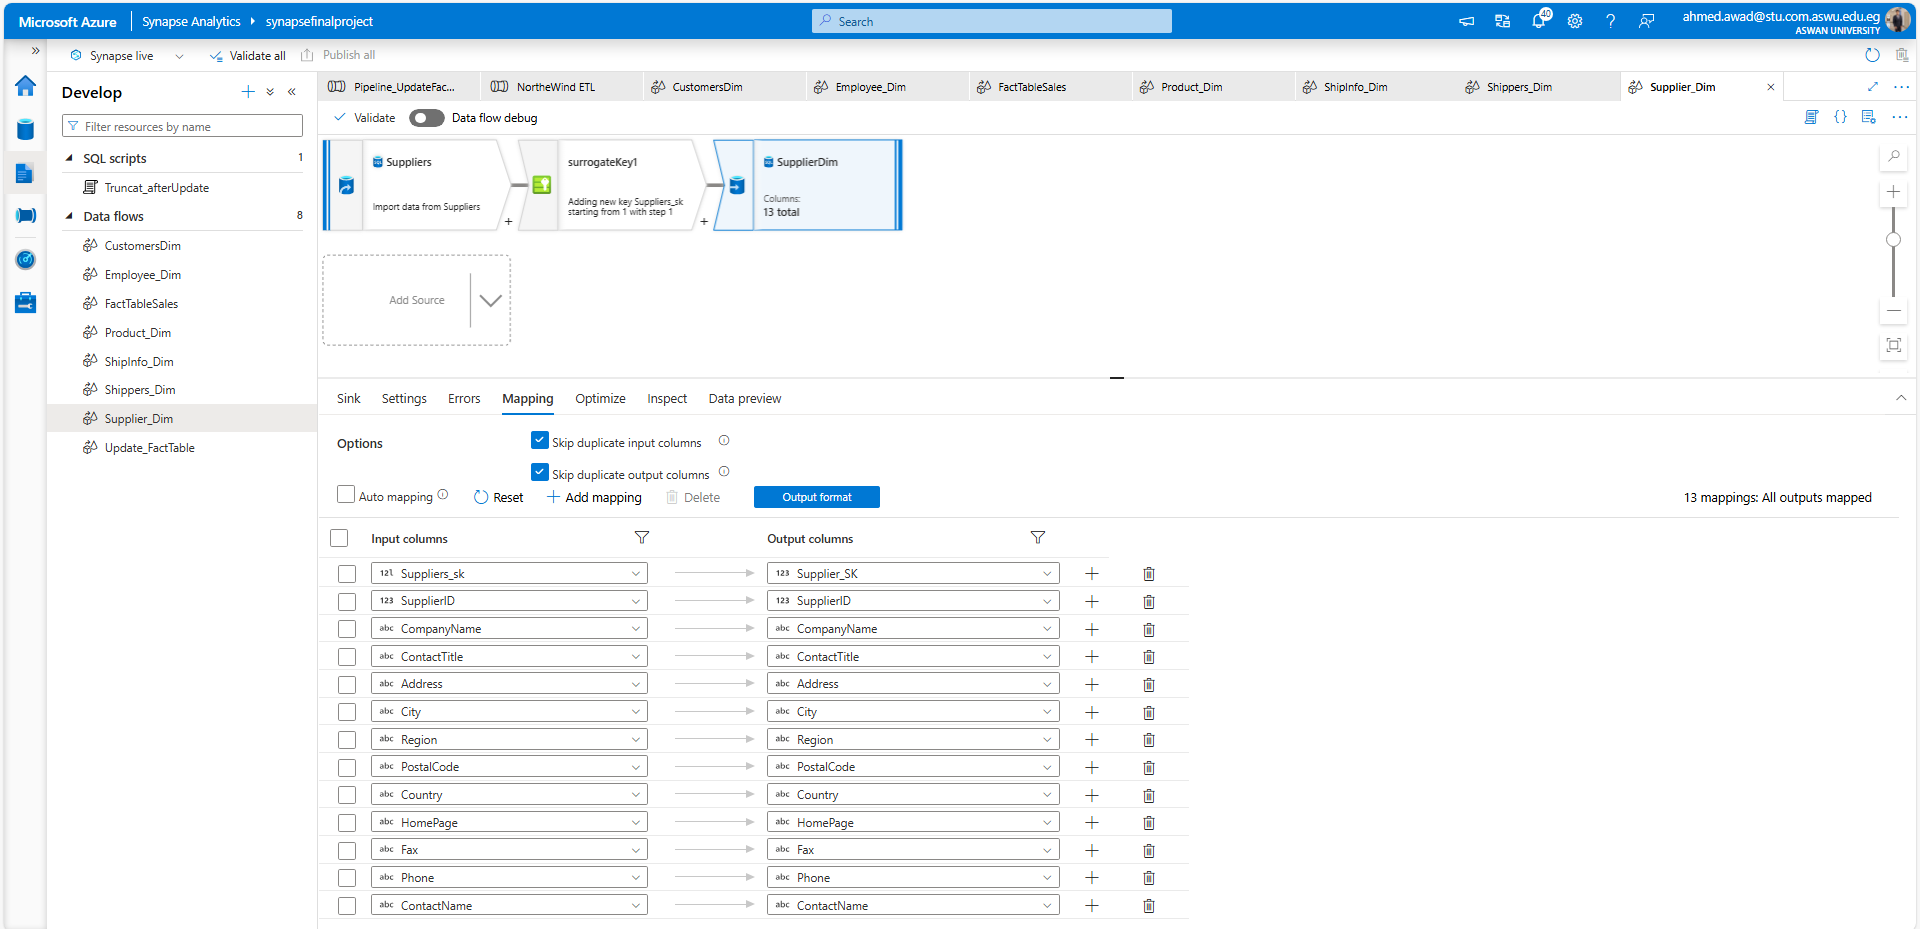 Microsoft Azure Synapse Analytics synapsefinalproject Search 40 ahmed.awad@stu.com.aswu.edu.eg
ASWAN UNIVERSITY
Synapse live Validate all Publish all
Develop
Filter resources by name
SQL scripts 1
Truncat_afterUpdate
Data flows 8
CustomersDim
Employee_Dim
FactTableSales
Product_Dim
ShipInfo_Dim
Shippers_Dim
Supplier_Dim
Update_FactTable
Pipeline_UpdateFac... NortheWind ETL CustomersDim Employee_Dim FactTableSales Product_Dim ShipInfo_Dim Shippers_Dim Supplier_Dim
Validate Data flow debug
Suppliers
Import data from Suppliers
surrogateKey1
Adding new key Suppliers_sk
starting from 1 with step 1
SupplierDim
Columns:
13 total
Add Source
Sink Settings Errors Mapping Optimize Inspect Data preview
Options Skip duplicate input columns
Skip duplicate output columns
Auto mapping Reset Add mapping Delete Output format 13 mappings: All outputs mapped
Input columns Output columns
12l Suppliers_sk 123 Supplier_SK
123 SupplierID 123 SupplierID
abc CompanyName abc CompanyName
abc ContactTitle abc ContactTitle
abc Address abc Address
abc City abc City
abc Region abc Region
abc PostalCode abc PostalCode
abc Country abc Country
abc HomePage abc HomePage
abc Fax abc Fax
abc Phone abc Phone
abc ContactName abc ContactName